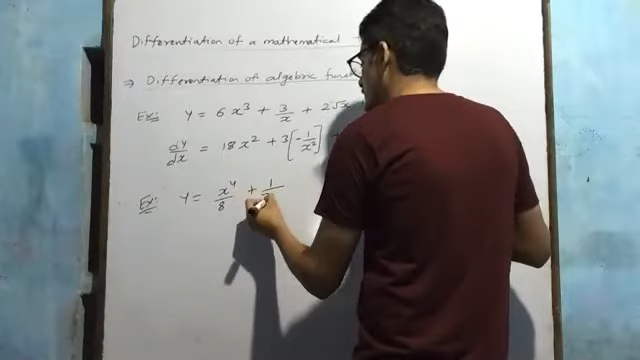 Differentiation of a mathematical
⇒ Differentiation of algebric func
Ex: y = 6x³ + 3/x + 2√x
dy/dx = 18x² + 3[-1/x²]
Ex: y = x⁴/8 + 1/